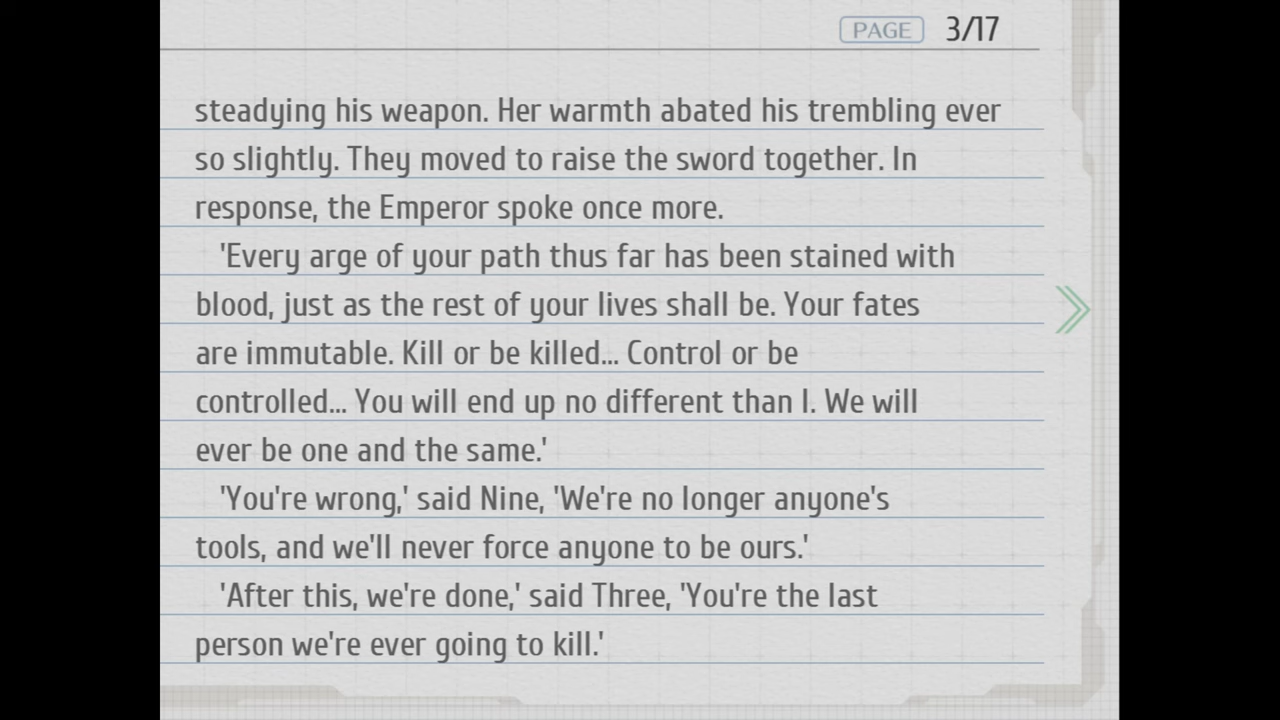 PAGE 3/17
steadying his weapon. Her warmth abated his trembling ever
so slightly. They moved to raise the sword together. In
response, the Emperor spoke once more.
'Every arge of your path thus far has been stained with
blood, just as the rest of your lives shall be. Your fates
are immutable. Kill or be killed... Control or be
controlled... You will end up no different than I. We will
ever be one and the same.'
'You're wrong,' said Nine, 'We're no longer anyone's
tools, and we'll never force anyone to be ours.'
'After this, we're done,' said Three, 'You're the last
person we're ever going to kill.'